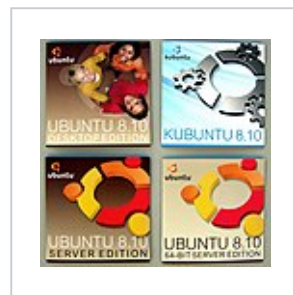 ubuntu
UBUNTU 8.10
DESKTOP EDITION
kubuntu
KUBUNTU 8.10
ubuntu
UBUNTU 8.10
SERVER EDITION
ubuntu
UBUNTU 8.10
64-BIT SERVER EDITION